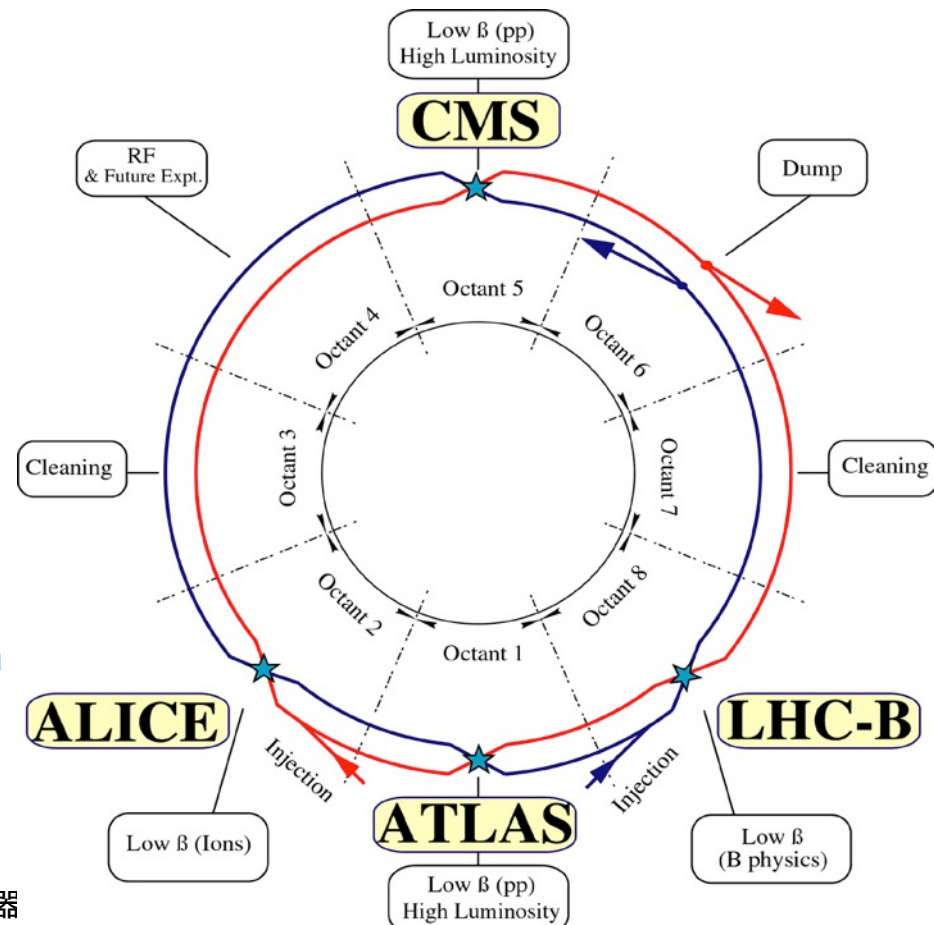 Low ß (pp)
High Luminosity
CMS
RF
& Future Expt.
Dump
Octant 5
Octant 4
Octant 6
Cleaning
Octant 3
Octant 7
Cleaning
Octant 2
Octant 8
Octant 1
ALICE
LHC-B
Injection
Injection
ATLAS
Low ß (Ions)
Low ß
(B physics)
Low ß (pp)
High Luminosity
器